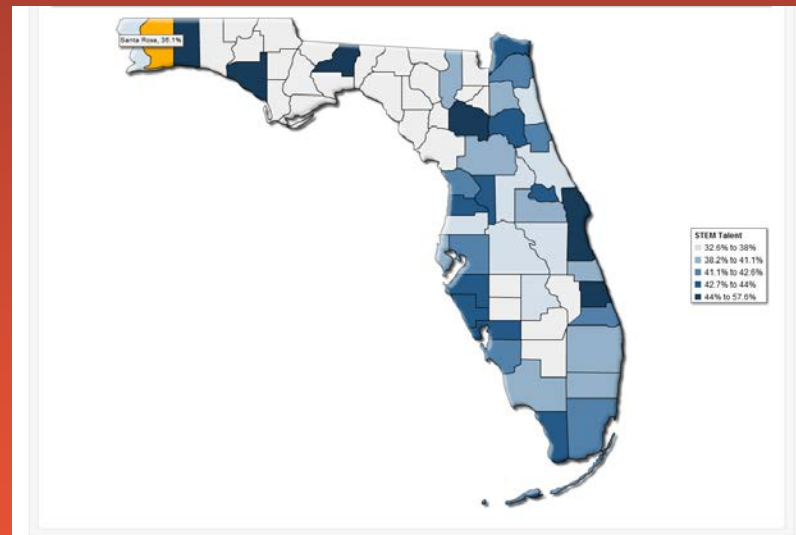 Santa Rosa, 36.1%
STEM Talent
32.6% to 38%
38.2% to 41.1%
41.1% to 42.6%
42.7% to 44%
44% to 57.6%